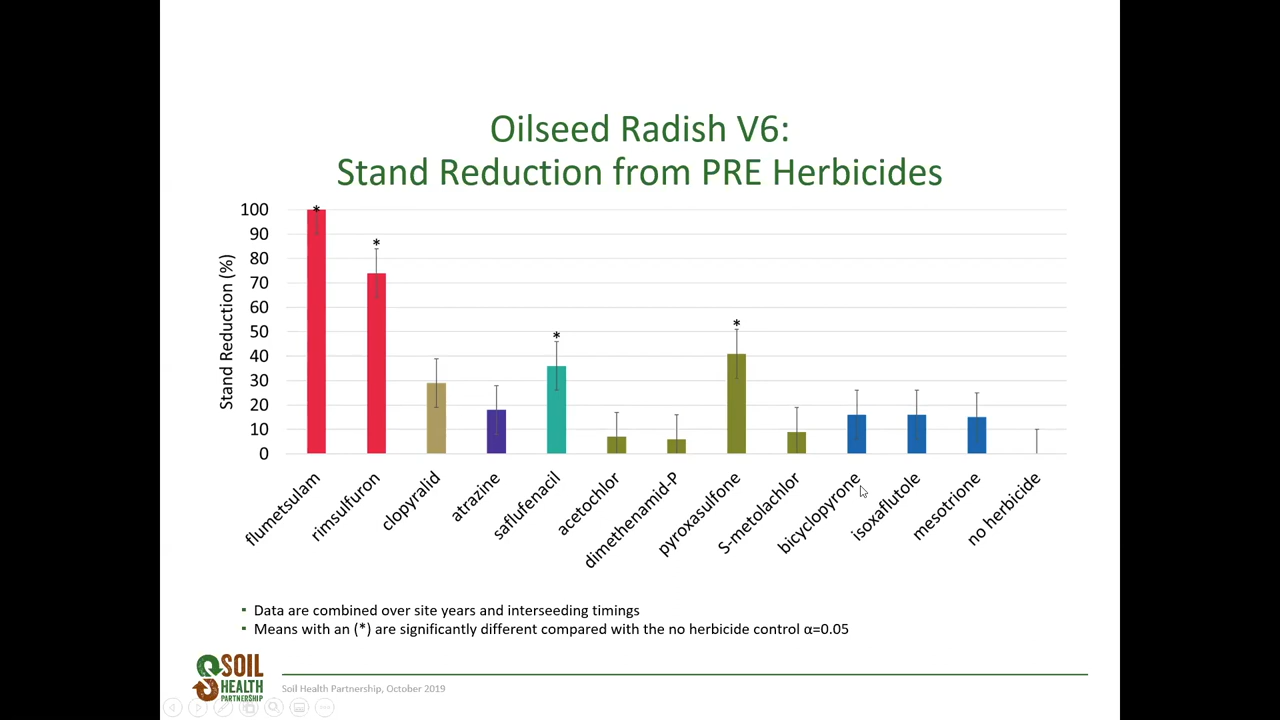 Oilseed Radish V6:
Stand Reduction from PRE Herbicides
Stand Reduction (%)
100
90
80
70
60
50
40
30
20
10
0
*
*
*
*
flumetsulam
rimsulfuron
clopyralid
atrazine
saflufenacil
acetochlor
dimethenamid-P
pyroxasulfone
S-metolachlor
bicyclopyrone
isoxaflutole
mesotrione
no herbicide
▪ Data are combined over site years and interseeding timings
▪ Means with an (*) are significantly different compared with the no herbicide control α=0.05
SOIL
HEALTH
PARTNERSHIP
Soil Health Partnership, October 2019